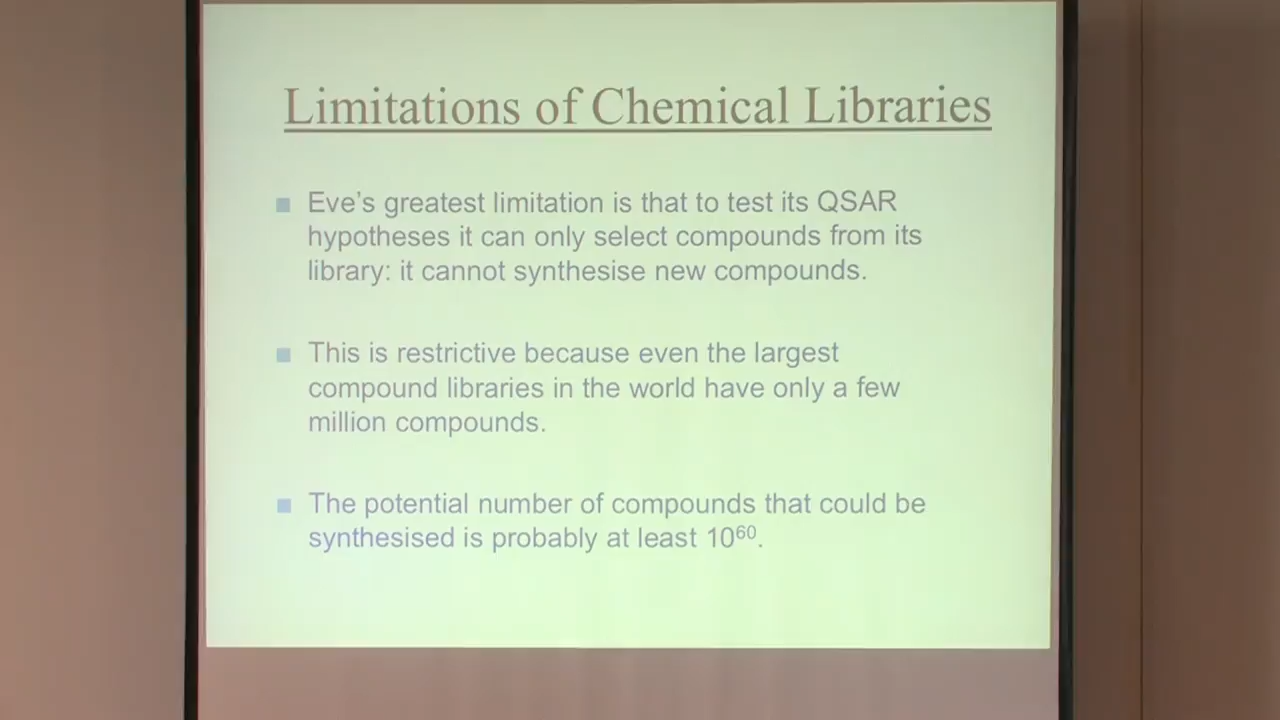 Limitations of Chemical Libraries
Eve's greatest limitation is that to test its QSAR
hypotheses it can only select compounds from its
library: it cannot synthesise new compounds.
This is restrictive because even the largest
compound libraries in the world have only a few
million compounds.
The potential number of compounds that could be
synthesised is probably at least 10⁶⁰.